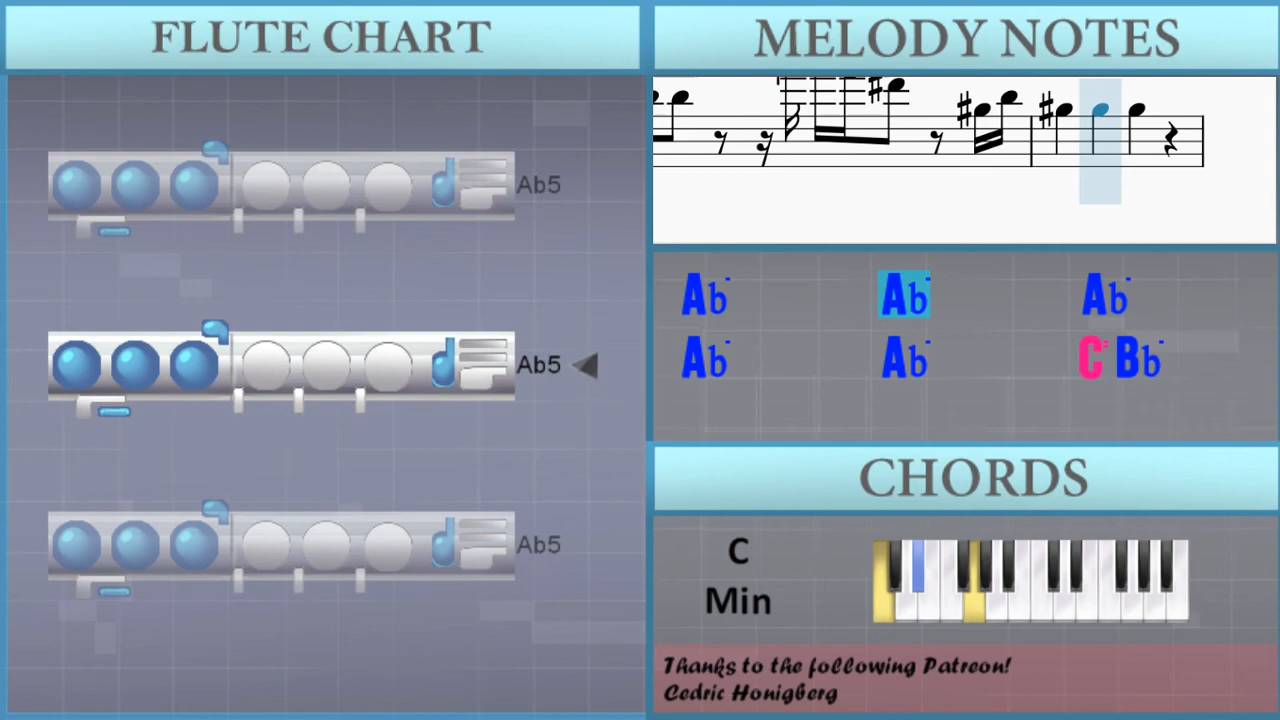 FLUTE CHART
Ab5
Ab5
Ab5
MELODY NOTES
Ab Ab Ab
Ab Ab C Bb
CHORDS
C
Min
Thanks to the following Patreon!
Cedric Honigberg